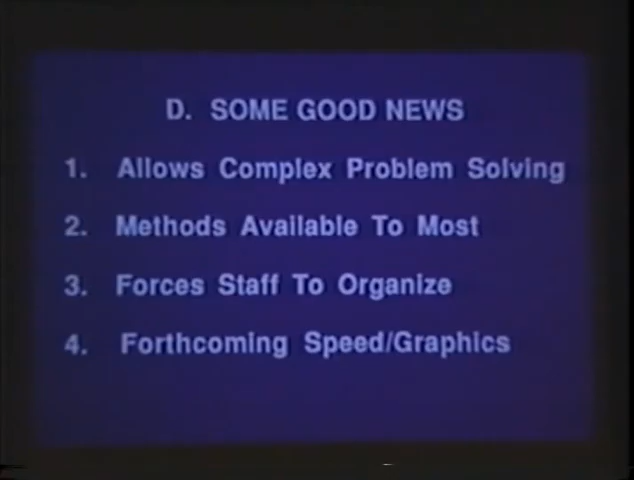 D. SOME GOOD NEWS
1. Allows Complex Problem Solving
2. Methods Available To Most
3. Forces Staff To Organize
4. Forthcoming Speed/Graphics